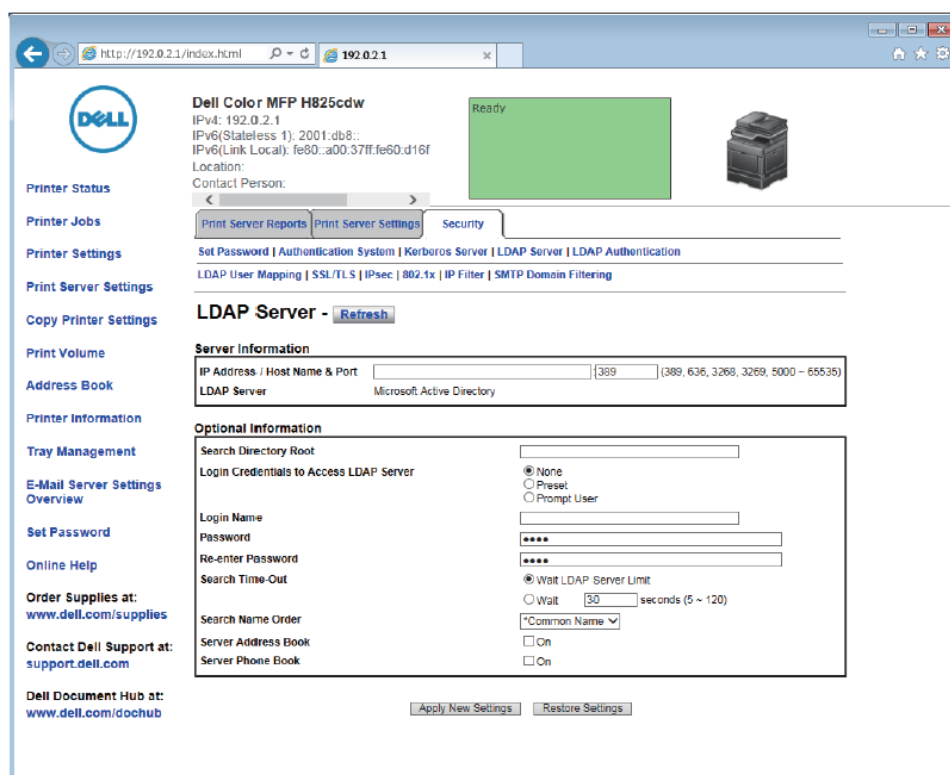 http://192.0.2.1/index.html
192.0.2.1
DELL
Dell Color MFP H825cdw
IPv4: 192.0.2.1
IPv6(Stateless 1): 2001:db8::
IPv6(Link Local): fe80::a00:37ff:fe60:d16f
Location:
Contact Person:
Ready
Printer Status
Printer Jobs
Printer Settings
Print Server Settings
Copy Printer Settings
Print Volume
Address Book
Printer Information
Tray Management
E-Mail Server Settings
Overview
Set Password
Online Help
Order Supplies at:
www.dell.com/supplies
Contact Dell Support at:
support.dell.com
Dell Document Hub at:
www.dell.com/dochub
Print Server Reports Print Server Settings Security
Set Password | Authentication System | Kerberos Server | LDAP Server | LDAP Authentication
LDAP User Mapping | SSL/TLS | IPsec | 802.1x | IP Filter | SMTP Domain Filtering
LDAP Server - Refresh
Server Information
IP Address / Host Name & Port :389 (389, 636, 3268, 3269, 5000 ~ 65535)
LDAP Server Microsoft Active Directory
Optional Information
Search Directory Root
Login Credentials to Access LDAP Server None
Preset
Prompt User
Login Name
Password ••••
Re-enter Password ••••
Search Time-Out Wait LDAP Server Limit
Wait 30 seconds (5 ~ 120)
Search Name Order *Common Name
Server Address Book On
Server Phone Book On
Apply New Settings Restore Settings